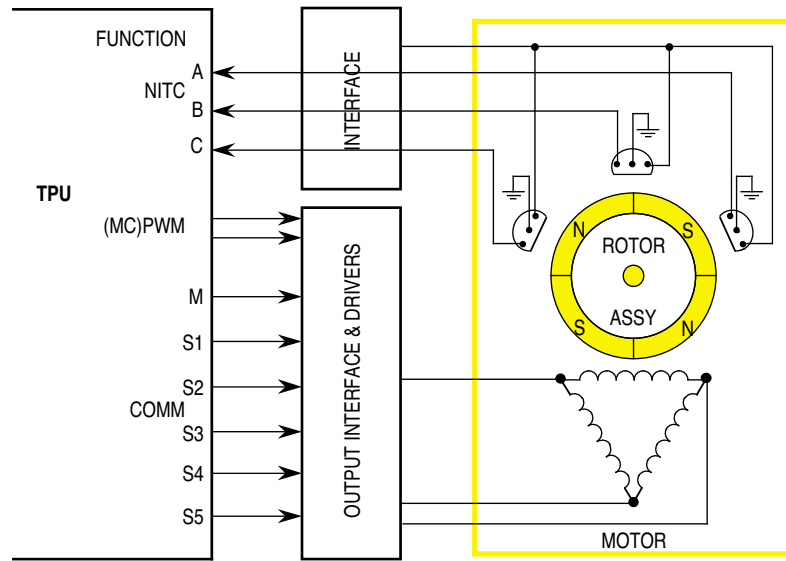 FUNCTION
A
NITC
B
C
TPU
(MC)PWM
M
S1
S2
COMM
S3
S4
S5
INTERFACE
OUTPUT INTERFACE & DRIVERS
N
S
ROTOR
ASSY
S
N
MOTOR